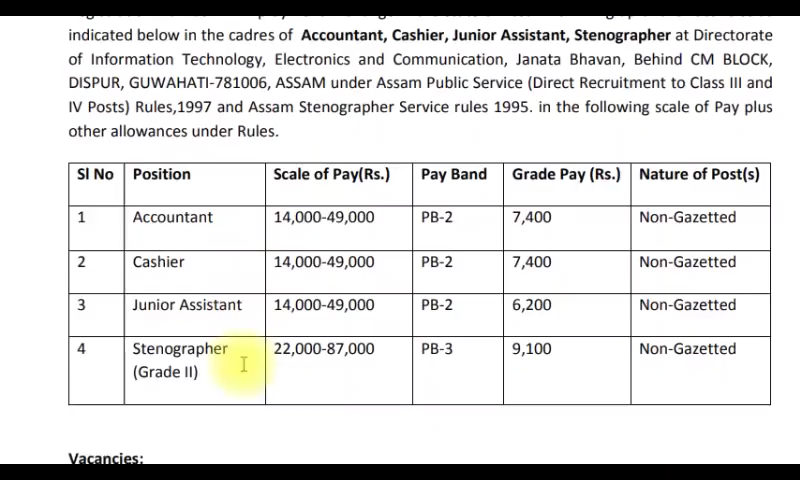 indicated below in the cadres of Accountant, Cashier, Junior Assistant, Stenographer at Directorate
of Information Technology, Electronics and Communication, Janata Bhavan, Behind CM BLOCK,
DISPUR, GUWAHATI-781006, ASSAM under Assam Public Service (Direct Recruitment to Class III and
IV Posts) Rules,1997 and Assam Stenographer Service rules 1995. in the following scale of Pay plus
other allowances under Rules.
Sl No Position Scale of Pay(Rs.) Pay Band Grade Pay (Rs.) Nature of Post(s)
1 Accountant 14,000-49,000 PB-2 7,400 Non-Gazetted
2 Cashier 14,000-49,000 PB-2 7,400 Non-Gazetted
3 Junior Assistant 14,000-49,000 PB-2 6,200 Non-Gazetted
4 Stenographer 22,000-87,000 PB-3 9,100 Non-Gazetted
(Grade II)
Vacancies: